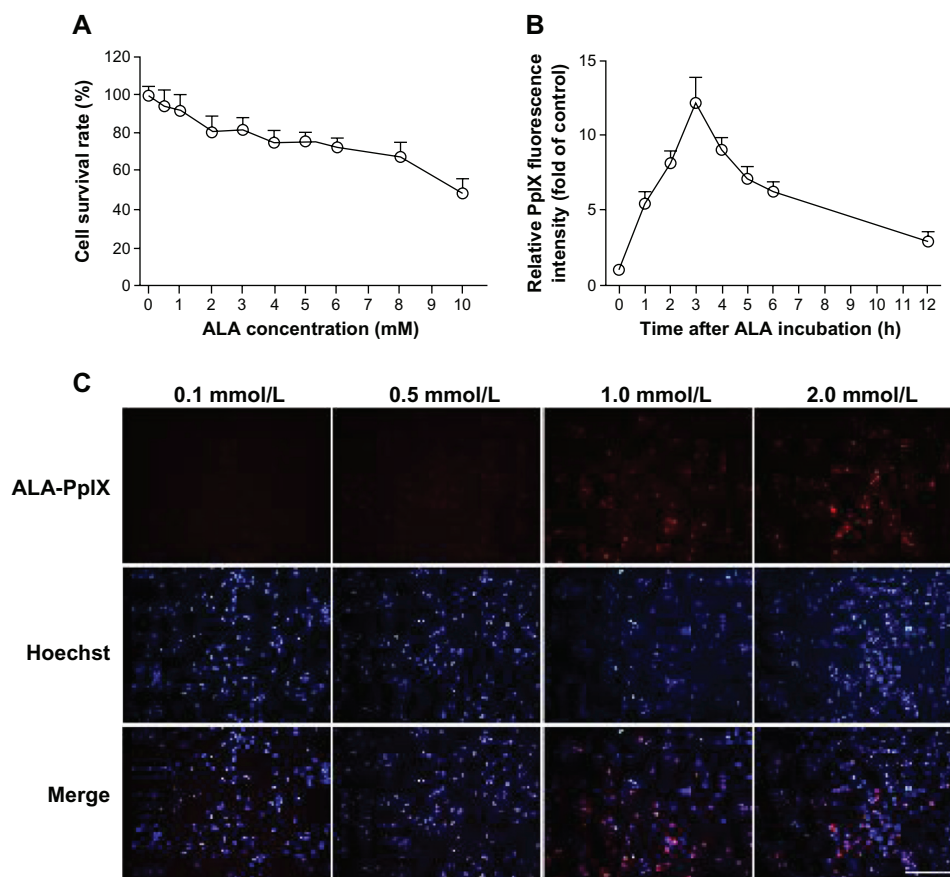 A
B
Cell survival rate (%)
120
100
80
60
40
20
0
0 1 2 3 4 5 6 7 8 9 10
ALA concentration (mM)
Relative PpIX fluorescence
intensity (fold of control)
15
10
5
0
0 1 2 3 4 5 6 7 8 9 10 11 12
Time after ALA incubation (h)
C
0.1 mmol/L 0.5 mmol/L 1.0 mmol/L 2.0 mmol/L
ALA-PpIX
Hoechst
Merge